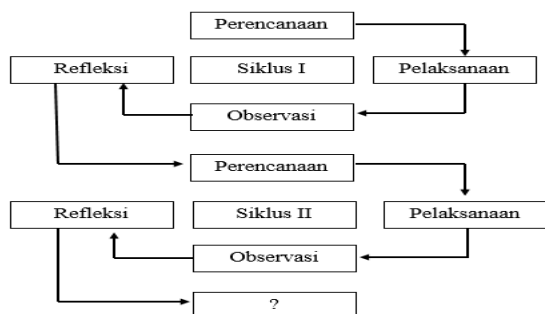 Perencanaan
Refleksi
Siklus I
Pelaksanaan
Observasi
Perencanaan
Refleksi
Siklus II
Pelaksanaan
Observasi
?